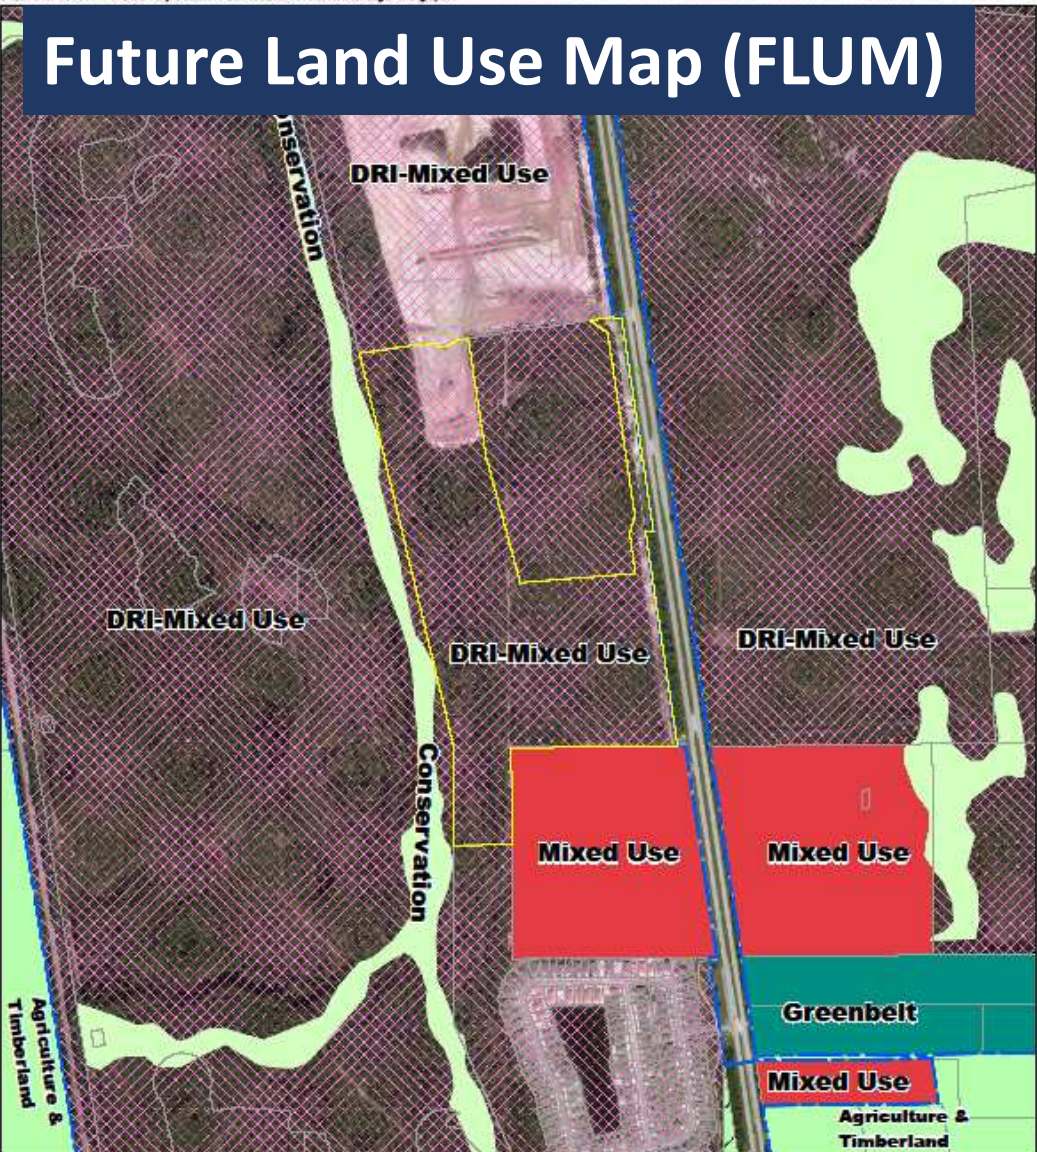 Future Land Use Map (FLUM)
nservation
DRI-Mixed Use
DRI-Mixed Use
DRI-Mixed Use
DRI-Mixed Use
Conservation
Mixed Use
Mixed Use
Agriculture &
Timberland
Greenbelt
Mixed Use
Agriculture &
Timberland